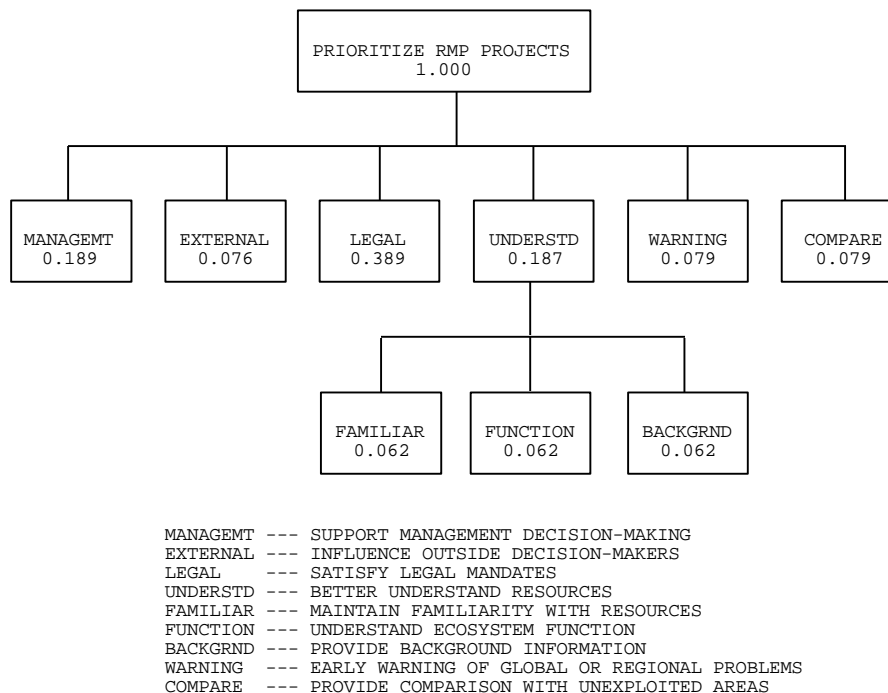 PRIORITIZE RMP PROJECTS
1.000
MANAGEMT EXTERNAL LEGAL UNDERSTD WARNING COMPARE
0.189 0.076 0.389 0.187 0.079 0.079
FAMILIAR FUNCTION BACKGRND
0.062 0.062 0.062
MANAGEMT --- SUPPORT MANAGEMENT DECISION-MAKING
EXTERNAL --- INFLUENCE OUTSIDE DECISION-MAKERS
LEGAL --- SATISFY LEGAL MANDATES
UNDERSTD --- BETTER UNDERSTAND RESOURCES
FAMILIAR --- MAINTAIN FAMILIARITY WITH RESOURCES
FUNCTION --- UNDERSTAND ECOSYSTEM FUNCTION
BACKGRND --- PROVIDE BACKGROUND INFORMATION
WARNING --- EARLY WARNING OF GLOBAL OR REGIONAL PROBLEMS
COMPARE --- PROVIDE COMPARISON WITH UNEXPLOITED AREAS